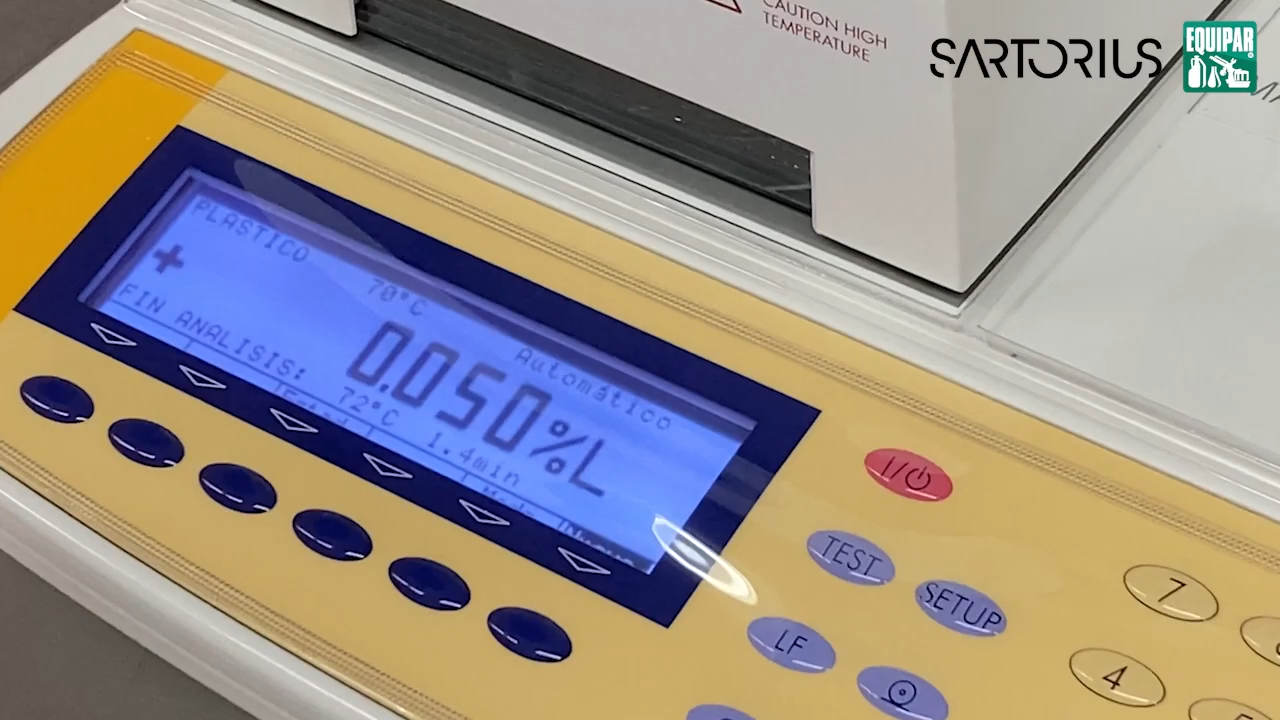 CAUTION HIGH
TEMPERATURE
SARTORIUS
EQUIPAR
PLASTICO
70°C
Automático
+ 0.050%L
FIN ANALISIS: 72°C 1.4min
I/⏻
TEST
SETUP
LF
7
4